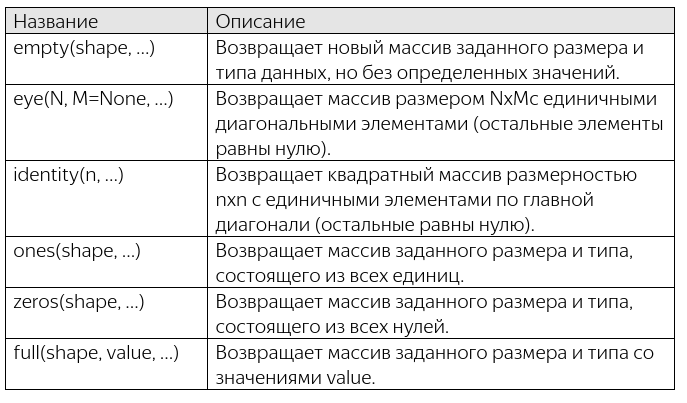 Название Описание
empty(shape, ...) Возвращает новый массив заданного размера и
типа данных, но без определенных значений.
eye(N, M=None, ...) Возвращает массив размером NxMс единичными
диагональными элементами (остальные элементы
равны нулю).
identity(n, ...) Возвращает квадратный массив размерностью
nxn с единичными элементами по главной
диагонали (остальные равны нулю).
ones(shape, ...) Возвращает массив заданного размера и типа,
состоящего из всех единиц.
zeros(shape, ...) Возвращает массив заданного размера и типа,
состоящего из всех нулей.
full(shape, value, ...) Возвращает массив заданного размера и типа со
значениями value.